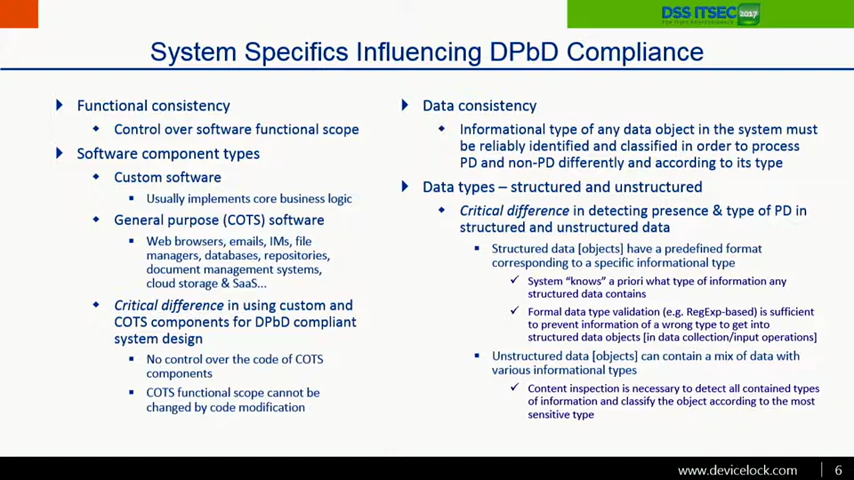 DSS ITSEC 2017
System Specifics Influencing DPbD Compliance
Functional consistency
Control over software functional scope
Software component types
Custom software
Usually implements core business logic
General purpose (COTS) software
Web browsers, emails, IMs, file
managers, databases, repositories,
document management systems,
cloud storage & SaaS...
Critical difference in using custom and
COTS components for DPbD compliant
system design
No control over the code of COTS
components
COTS functional scope cannot be
changed by code modification
Data consistency
Informational type of any data object in the system must
be reliably identified and classified in order to process
PD and non-PD differently and according to its type
Data types – structured and unstructured
Critical difference in detecting presence & type of PD in
structured and unstructured data
Structured data [objects] have a predefined format
corresponding to a specific informational type
System “knows” a priori what type of information any
structured data contains
Formal data type validation (e.g. RegExp-based) is sufficient
to prevent information of a wrong type to get into
structured data objects [in data collection/input operations]
Unstructured data [objects] can contain a mix of data with
various informational types
Content inspection is necessary to detect all contained types
of information and classify the object according to the most
sensitive type
www.devicelock.com
6